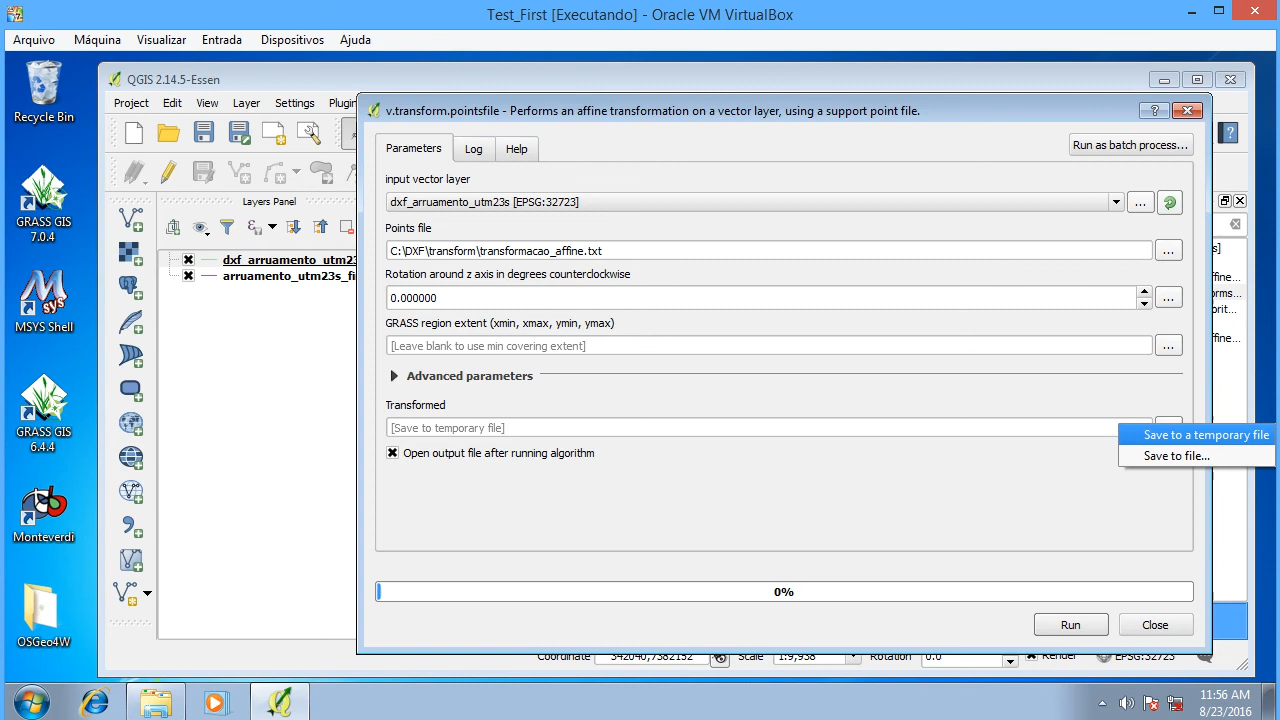 Test_First [Executando] - Oracle VM VirtualBox
Arquivo Máquina Visualizar Entrada Dispositivos Ajuda
Recycle Bin
GRASS GIS
7.0.4
MSYS Shell
GRASS GIS
6.4.4
Monteverdi
OSGeo4W
QGIS 2.14.5-Essen
Project Edit View Layer Settings Plugin
Layers Panel
dxf_arruamento_utm23
arruamento_utm23s_fi
v.transform.pointsfile - Performs an affine transformation on a vector layer, using a support point file.
Parameters Log Help
Run as batch process...
input vector layer
dxf_arruamento_utm23s [EPSG:32723]
...
Points file
C:\DXF\transform\transformacao_affine.txt
...
Rotation around z axis in degrees counterclockwise
0.000000
...
GRASS region extent (xmin, xmax, ymin, ymax)
[Leave blank to use min covering extent]
...
Advanced parameters
Transformed
[Save to temporary file]
Save to a temporary file
Save to file...
Open output file after running algorithm
0%
Run Close
Coordinate 342040,7382132 Scale 1:9,938 Rotation 0.0 Render EPSG:32723
11:56 AM
8/23/2016